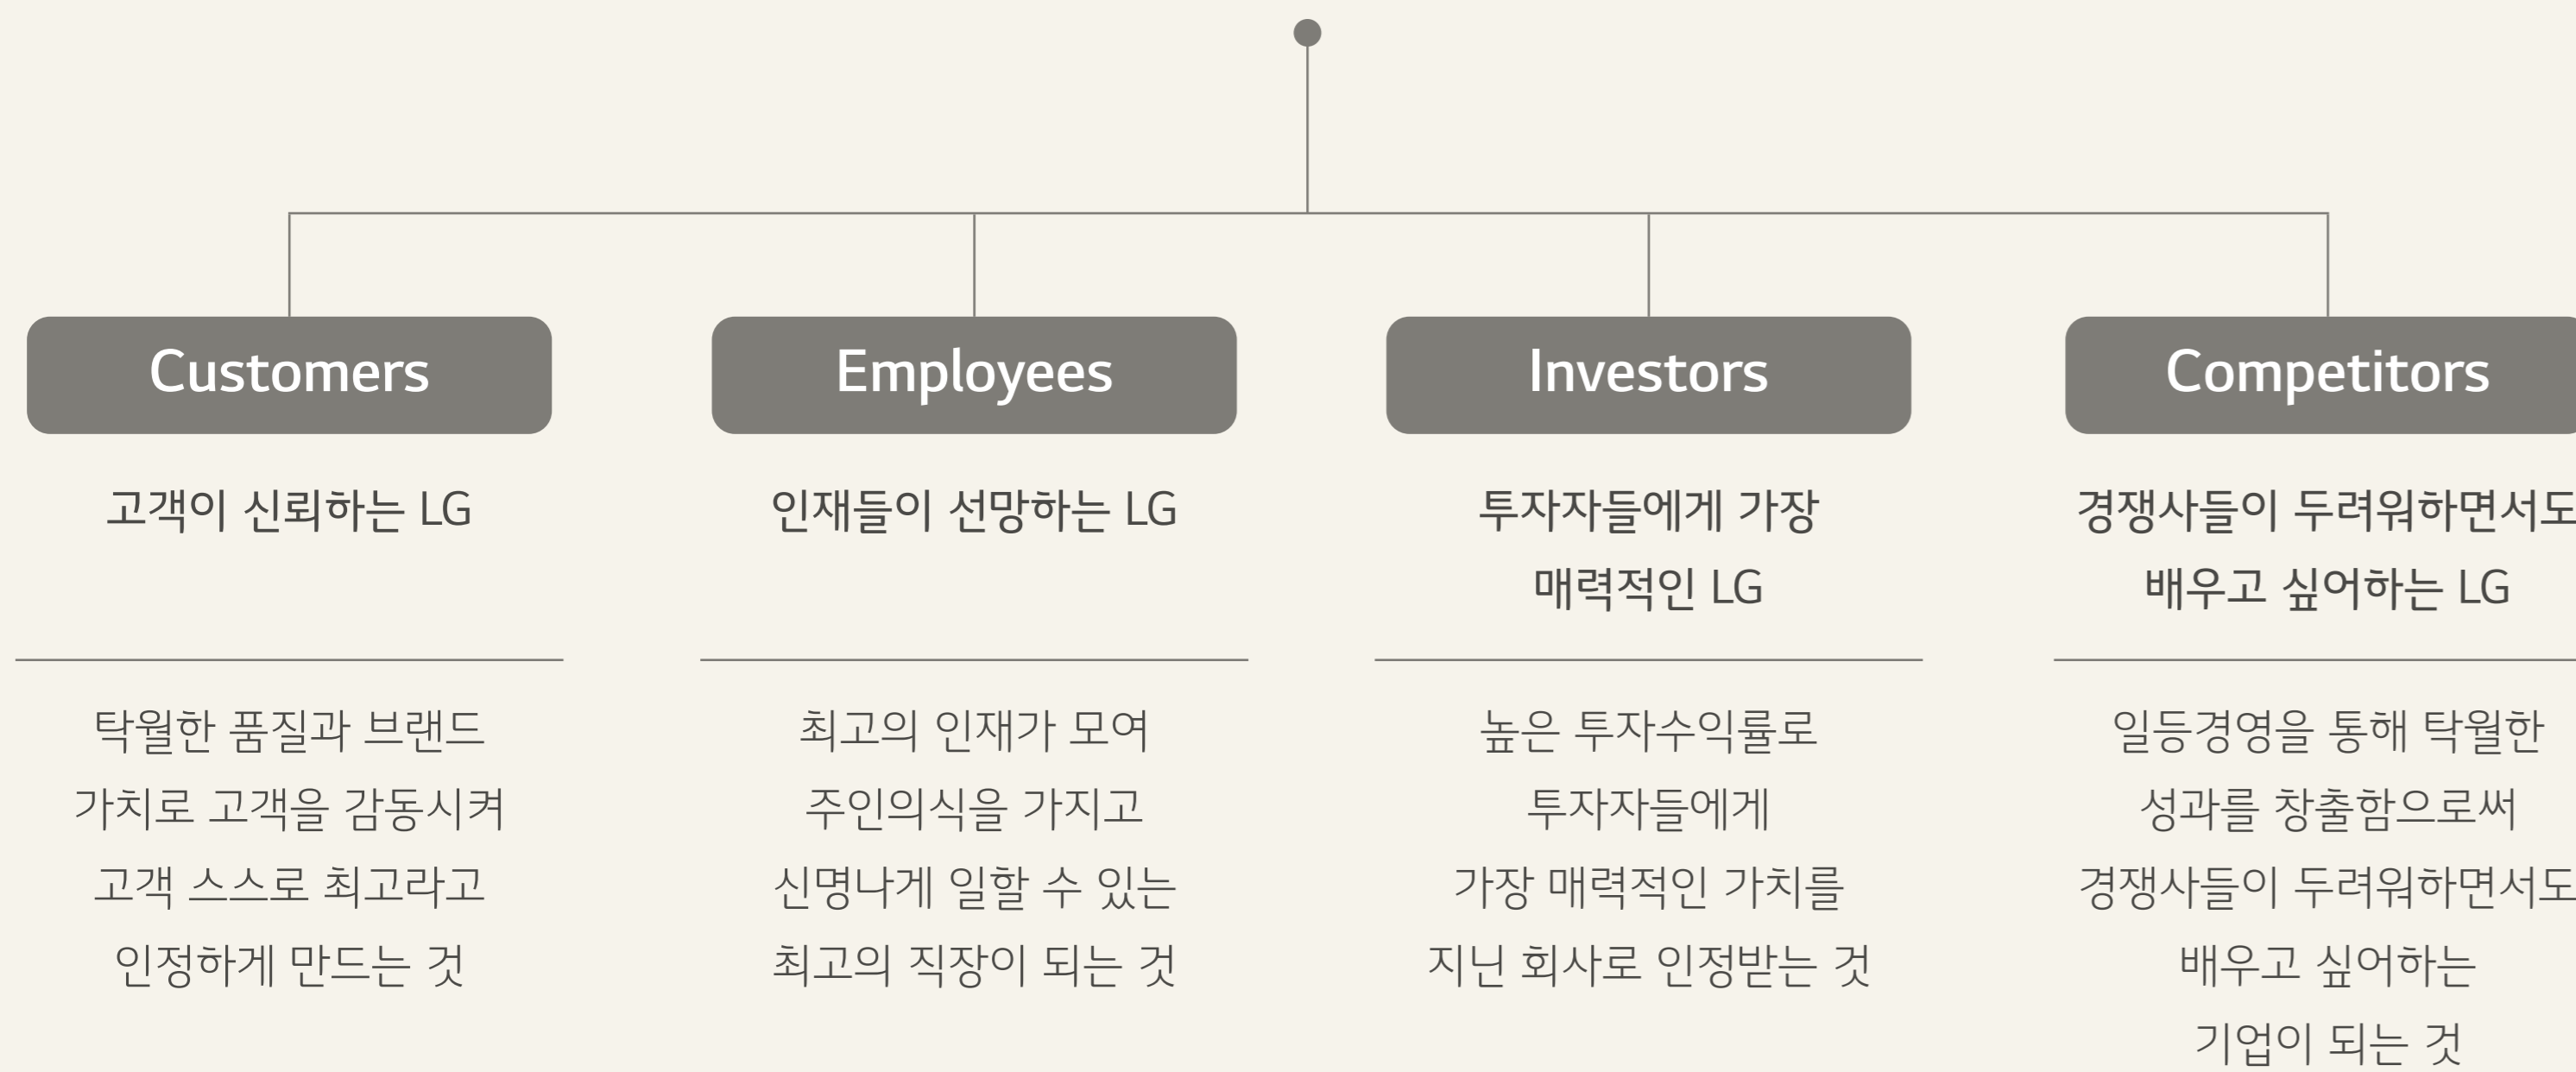 Customers
고객이 신뢰하는 LG
탁월한 품질과 브랜드
가치로 고객을 감동시켜
고객 스스로 최고라고
인정하게 만드는 것
Employees
인재들이 선망하는 LG
최고의 인재가 모여
주인의식을 가지고
신명나게 일할 수 있는
최고의 직장이 되는 것
Investors
투자자들에게 가장
매력적인 LG
높은 투자수익률로
투자자들에게
가장 매력적인 가치를
지닌 회사로 인정받는 것
Competitors
경쟁사들이 두려워하면서도
배우고 싶어하는 LG
일등경영을 통해 탁월한
성과를 창출함으로써
경쟁사들이 두려워하면서도
배우고 싶어하는
기업이 되는 것